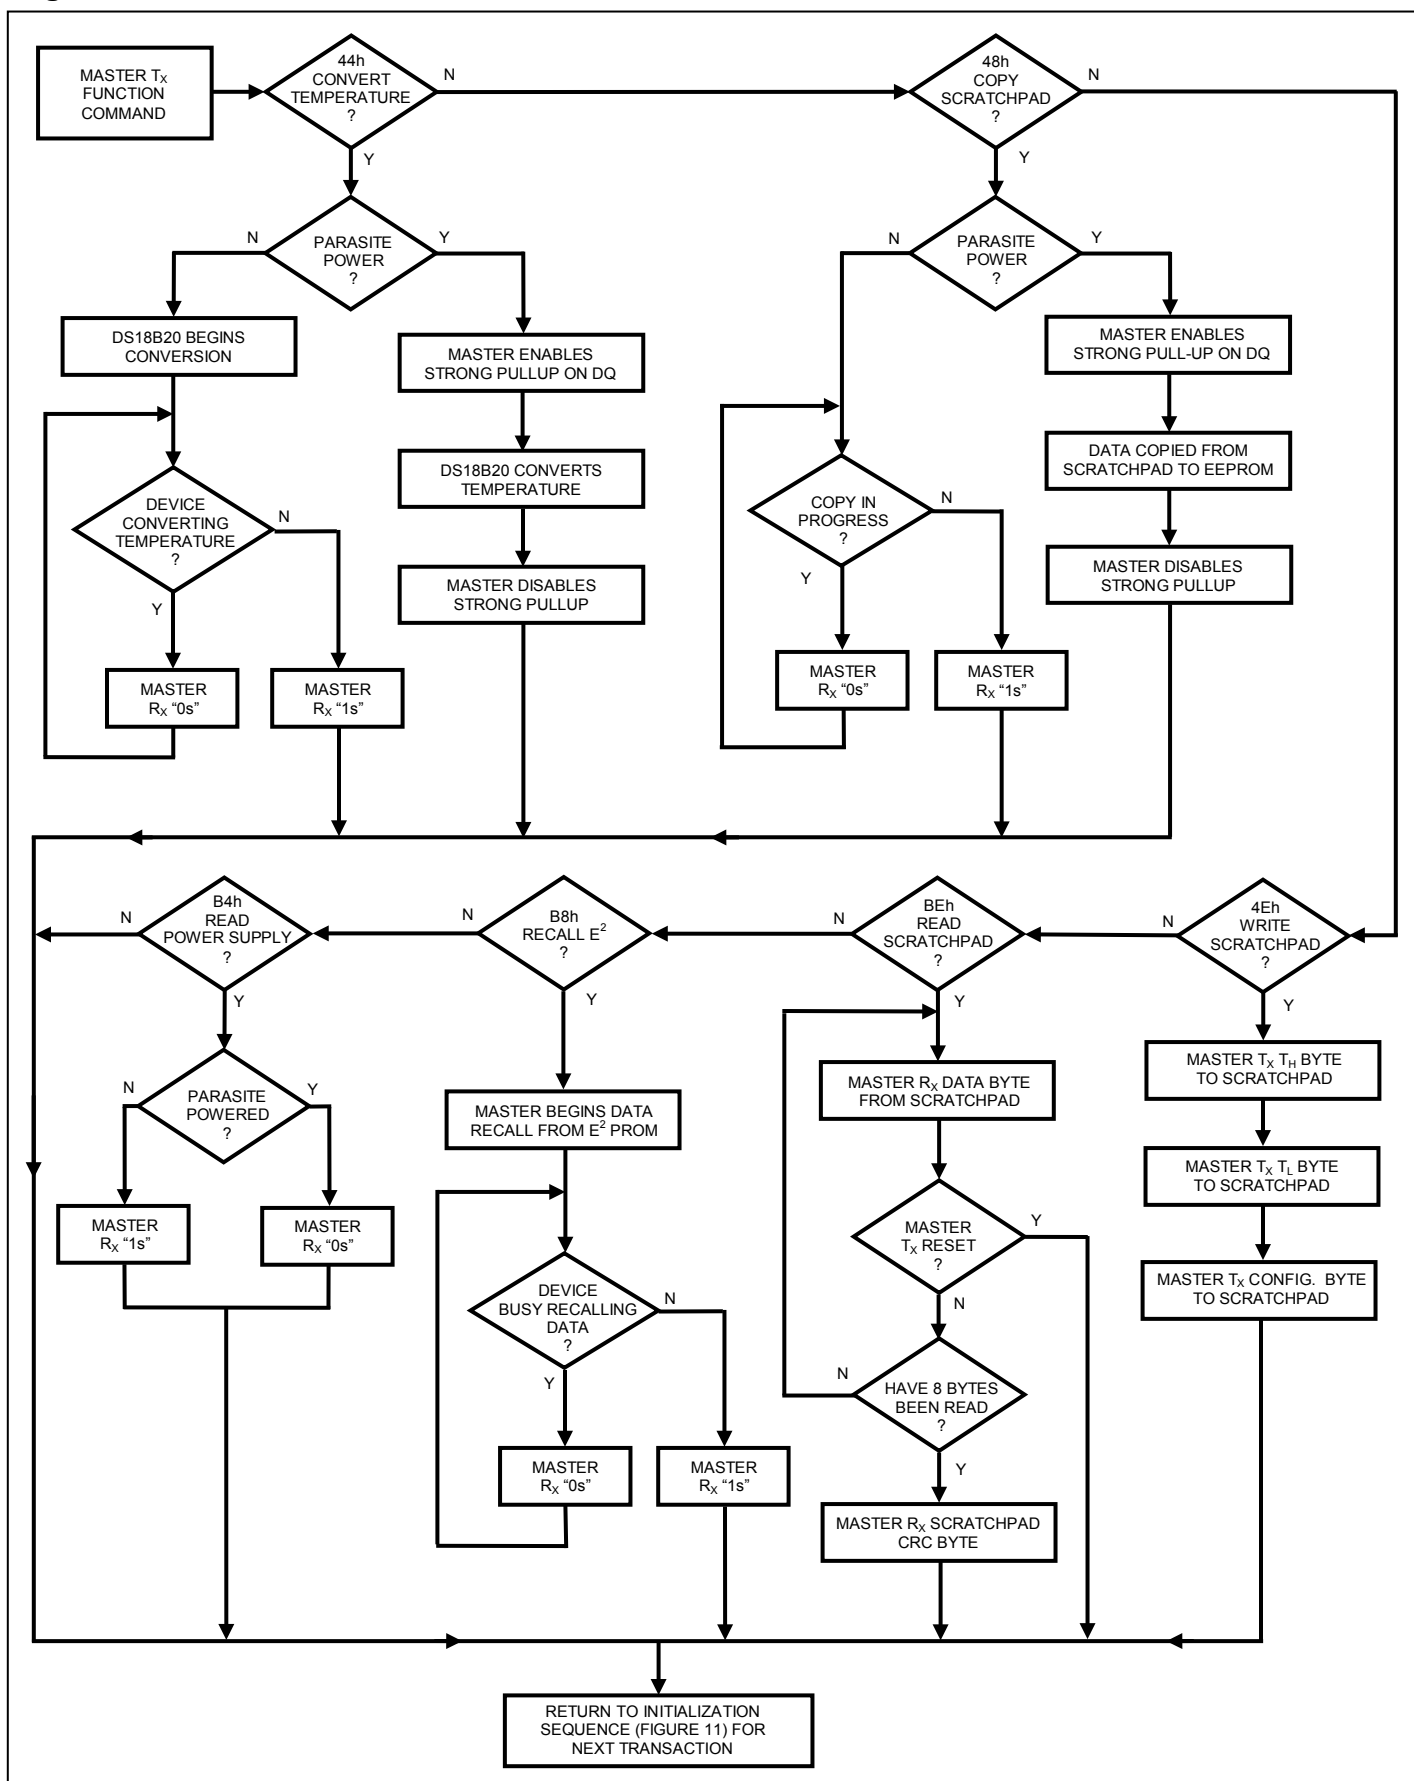 MASTER TX
FUNCTION
COMMAND
44h
CONVERT
TEMPERATURE
?
N
Y
48h
COPY
SCRATCHPAD
?
N
Y
PARASITE
POWER
?
N
Y
DS18B20 BEGINS
CONVERSION
MASTER ENABLES
STRONG PULLUP ON DQ
DEVICE
CONVERTING
TEMPERATURE
?
N
Y
DS18B20 CONVERTS
TEMPERATURE
MASTER DISABLES
STRONG PULLUP
MASTER
RX “0s”
MASTER
RX “1s”
PARASITE
POWER
?
N
Y
MASTER ENABLES
STRONG PULL-UP ON DQ
DATA COPIED FROM
SCRATCHPAD TO EEPROM
MASTER DISABLES
STRONG PULLUP
COPY IN
PROGRESS
?
N
Y
MASTER
RX “0s”
MASTER
RX “1s”
B4h
READ
POWER SUPPLY
?
N
Y
B8h
RECALL E2
?
N
Y
BEh
READ
SCRATCHPAD
?
N
Y
4Eh
WRITE
SCRATCHPAD
?
N
Y
PARASITE
POWERED
?
N
Y
MASTER
RX “1s”
MASTER
RX “0s”
MASTER BEGINS DATA
RECALL FROM E2 PROM
DEVICE
BUSY RECALLING
DATA
?
N
Y
MASTER
RX “0s”
MASTER
RX “1s”
MASTER RX DATA BYTE
FROM SCRATCHPAD
MASTER
TX RESET
?
Y
N
HAVE 8 BYTES
BEEN READ
?
N
Y
MASTER RX SCRATCHPAD
CRC BYTE
MASTER TX TH BYTE
TO SCRATCHPAD
MASTER TX TL BYTE
TO SCRATCHPAD
MASTER TX CONFIG. BYTE
TO SCRATCHPAD
RETURN TO INITIALIZATION
SEQUENCE (FIGURE 11) FOR
NEXT TRANSACTION